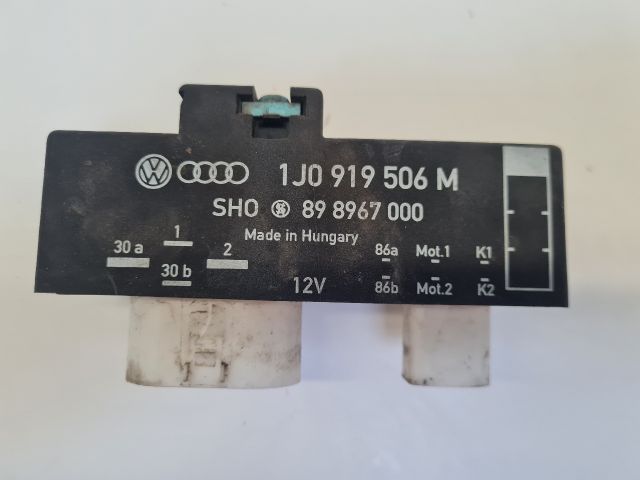 1J0 919 506 M
SHO 89 8967 000
Made in Hungary
30 a 1 2 86a Mot.1 K1
30 b 12V 86b Mot.2 K2